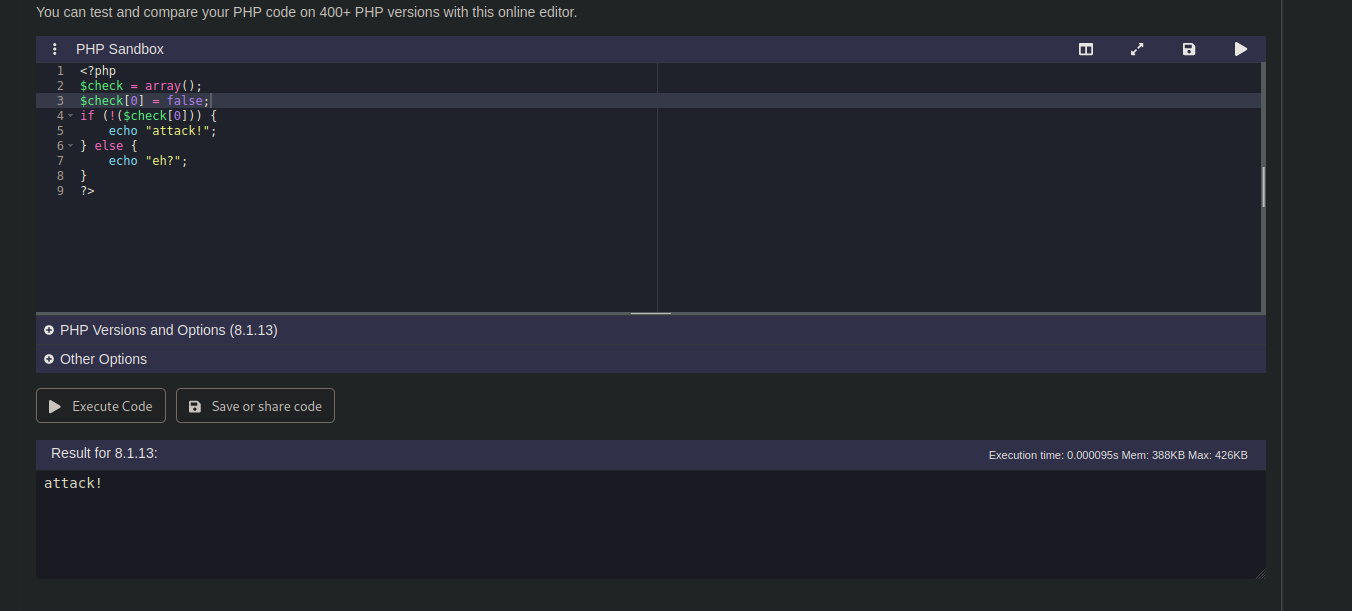 You can test and compare your PHP code on 400+ PHP versions with this online editor.
PHP Sandbox
1 <?php
2 $check = array();
3 $check[0] = false;
4 if (!($check[0])) {
5     echo "attack!";
6 } else {
7     echo "eh?";
8 }
9 ?>
PHP Versions and Options (8.1.13)
Other Options
Execute Code Save or share code
Result for 8.1.13: Execution time: 0.000095s Mem: 388KB Max: 426KB
attack!